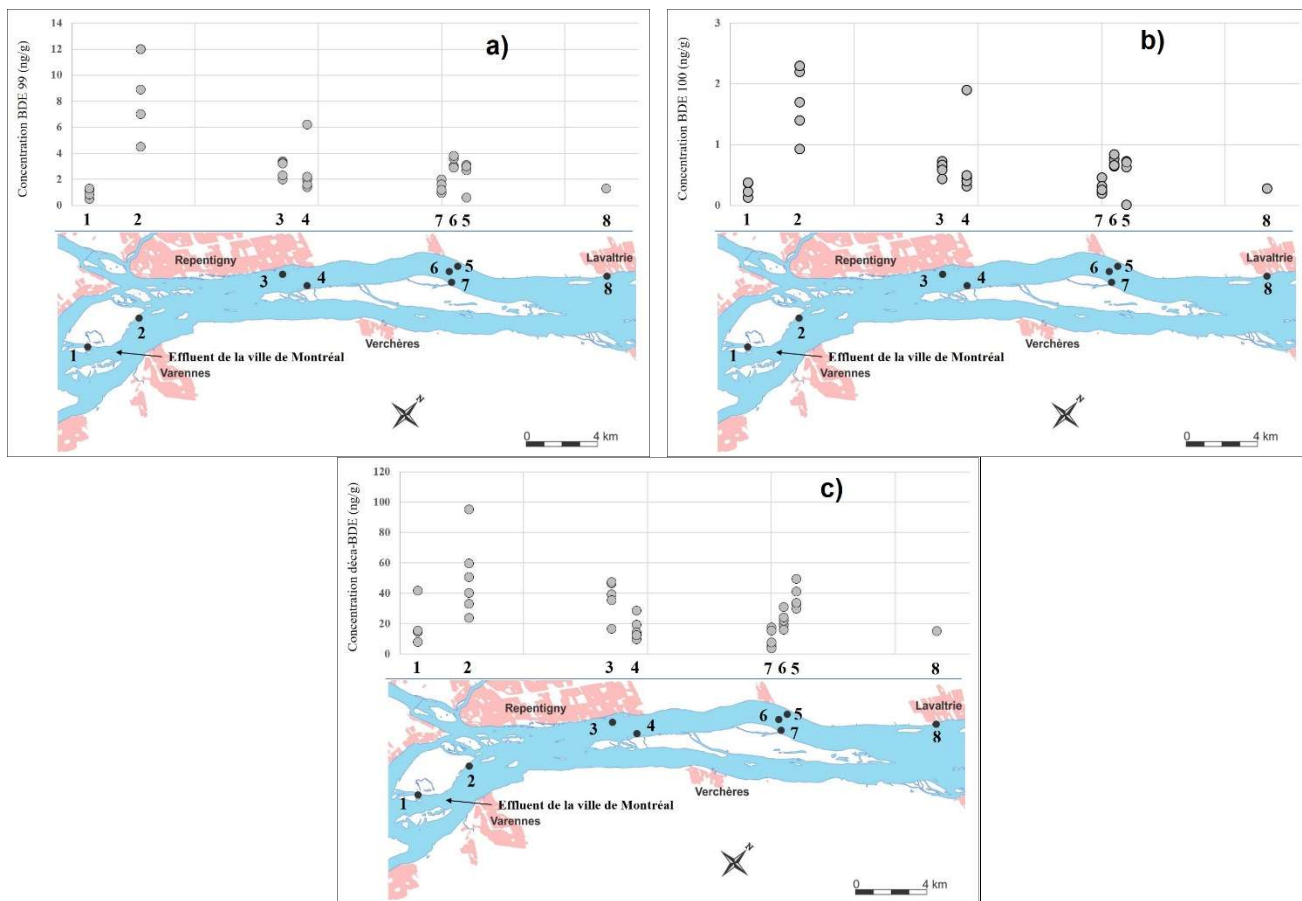 a)
Concentration BDE 99 (ng/g)
14
12
10
8
6
4
2
0
1 2 3 4 7 6 5 8
Repentigny
Lavaltrie
3
4
6
5
7
8
2
1
Effluent de la ville de Montréal
Varennes
Verchères
N
0 4 km
b)
Concentration BDE 100 (ng/g)
3
2
1
0
1 2 3 4 7 6 5 8
Repentigny
Lavaltrie
3
4
6
5
7
8
2
1
Effluent de la ville de Montréal
Varennes
Verchères
N
0 4 km
c)
Concentration déca-BDE (ng/g)
120
100
80
60
40
20
0
1 2 3 4 7 6 5 8
Repentigny
Lavaltrie
3
4
6
5
7
8
2
1
Effluent de la ville de Montréal
Varennes
Verchères
N
0 4 km